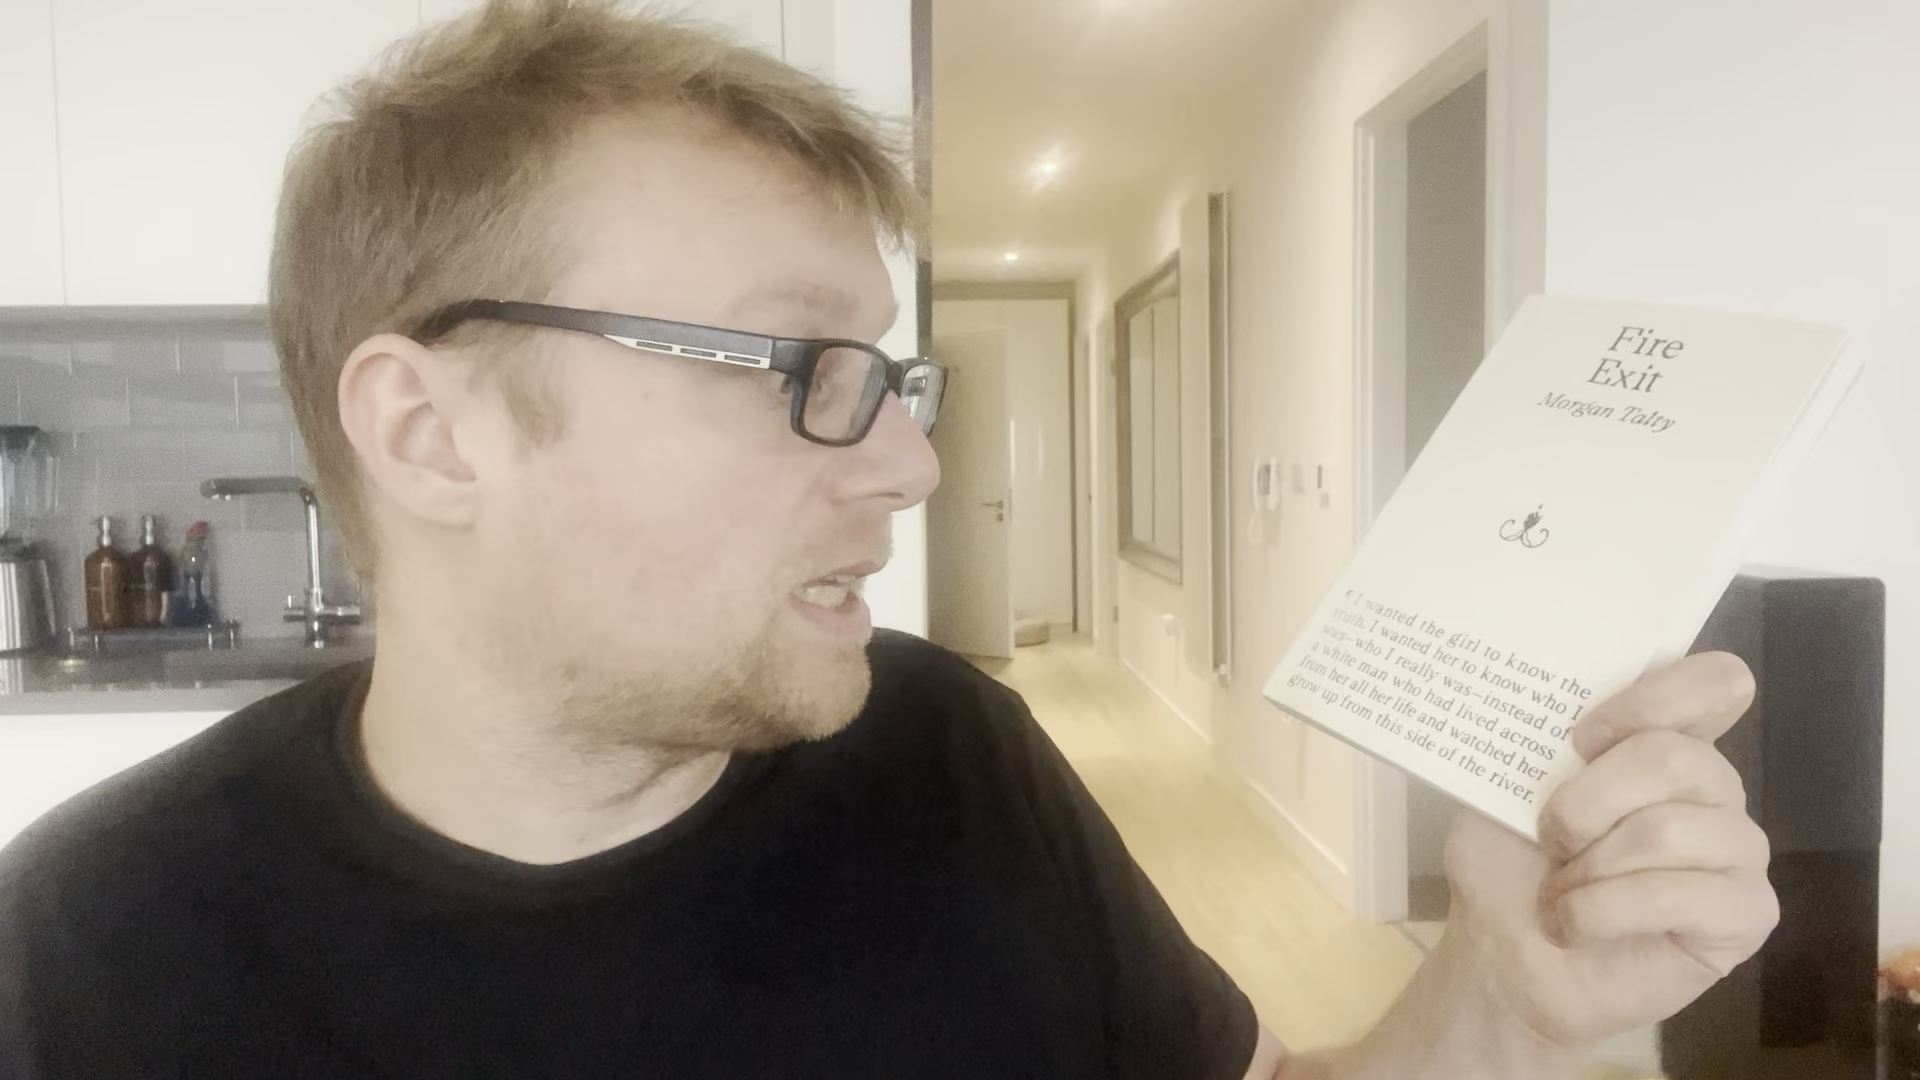 Fire
Exit
Morgan Talty
¶ I wanted the girl to know the
truth. I wanted her to know who I
was—who I really was—instead of
a white man who had lived across
from her all her life and watched her
grow up from this side of the river.